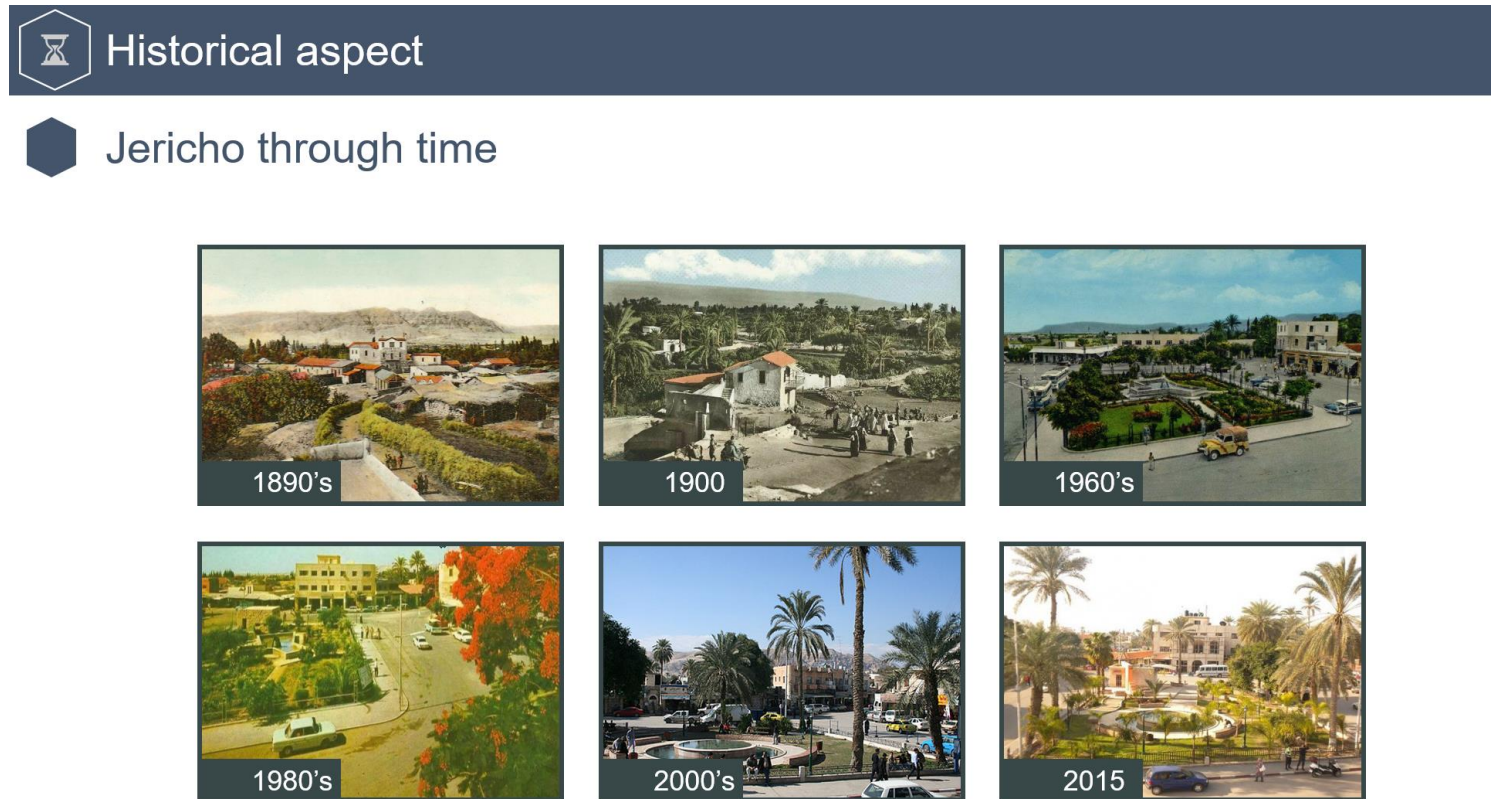 Historical aspect
Jericho through time
1890’s
1900
1960’s
1980’s
2000’s
2015